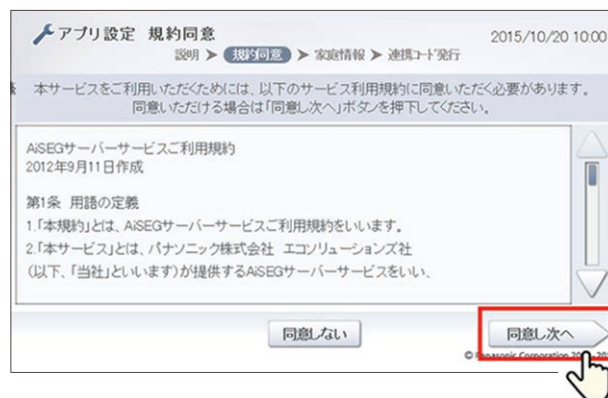 アプリ設定 規約同意
2015/10/20 10:00
説明 > 規約同意 > 家庭情報 > 連携コード発行
本サービスをご利用いただくためには、以下のサービス利用規約に同意いただく必要があります。
同意いただける場合は「同意し次へ」ボタンを押下してください。
AiSEGサーバーサービスご利用規約
2012年9月11日作成
第1条 用語の定義
1.「本規約」とは、AiSEGサーバーサービスご利用規約をいいます。
2.「本サービス」とは、パナソニック株式会社 エコソリューションズ社
(以下、「当社」といいます)が提供するAiSEGサーバーサービスをいい、
同意しない
同意し次へ
© Panasonic Corporation